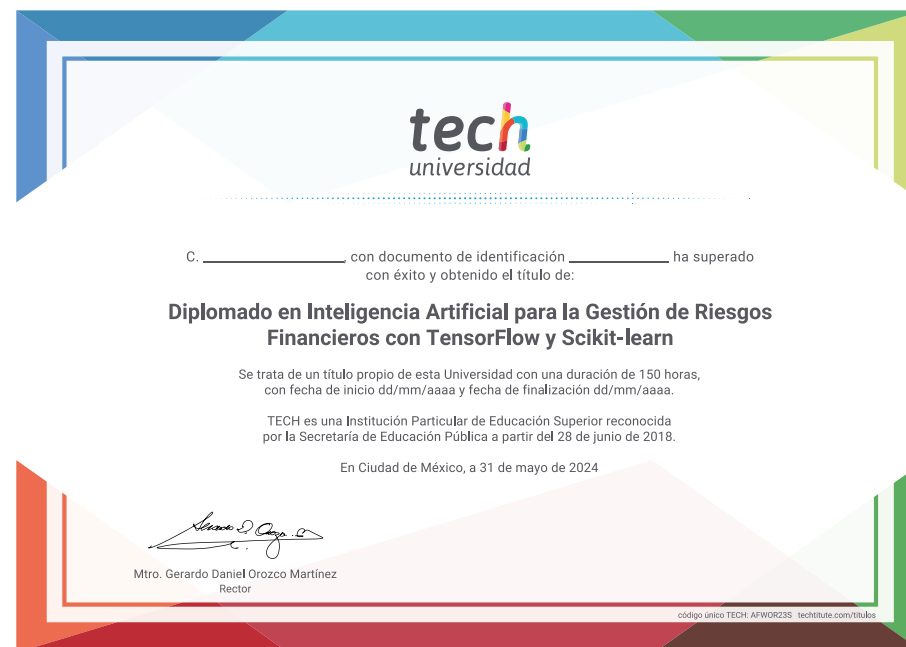 tech
universidad
C. , con documento de identificación ha superado
con éxito y obtenido el título de:
Diplomado en Inteligencia Artificial para la Gestión de Riesgos
Financieros con TensorFlow y Scikit-learn
Se trata de un título propio de esta Universidad con una duración de 150 horas,
con fecha de inicio dd/mm/aaaa y fecha de finalización dd/mm/aaaa.
TECH es una Institución Particular de Educación Superior reconocida
por la Secretaría de Educación Pública a partir del 28 de junio de 2018.
En Ciudad de México, a 31 de mayo de 2024
Mtro. Gerardo Daniel Orozco Martínez
Rector
código único TECH: AFWOR23S techtitute.com/titulos